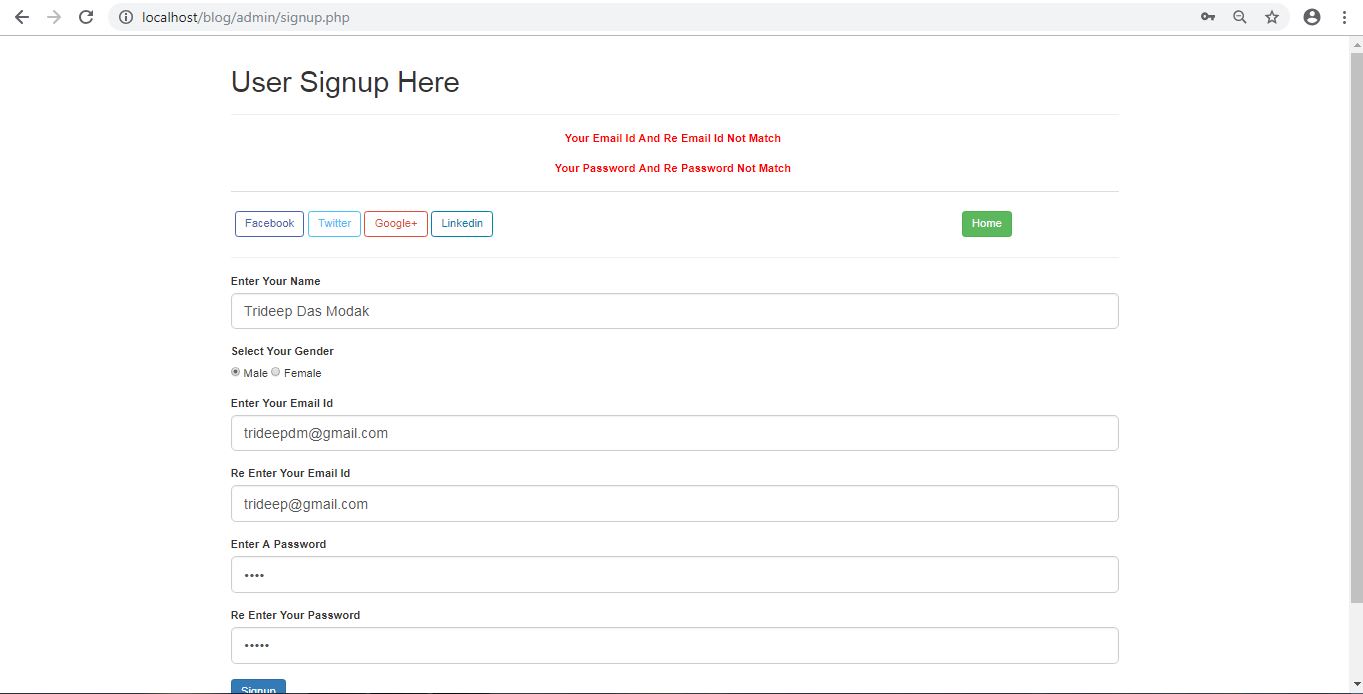 localhost/blog/admin/signup.php
User Signup Here
Your Email Id And Re Email Id Not Match
Your Password And Re Password Not Match
Facebook Twitter Google+ Linkedin Home
Enter Your Name
Trideep Das Modak
Select Your Gender
Male Female
Enter Your Email Id
trideepdm@gmail.com
Re Enter Your Email Id
trideep@gmail.com
Enter A Password
••••
Re Enter Your Password
•••••
Signup